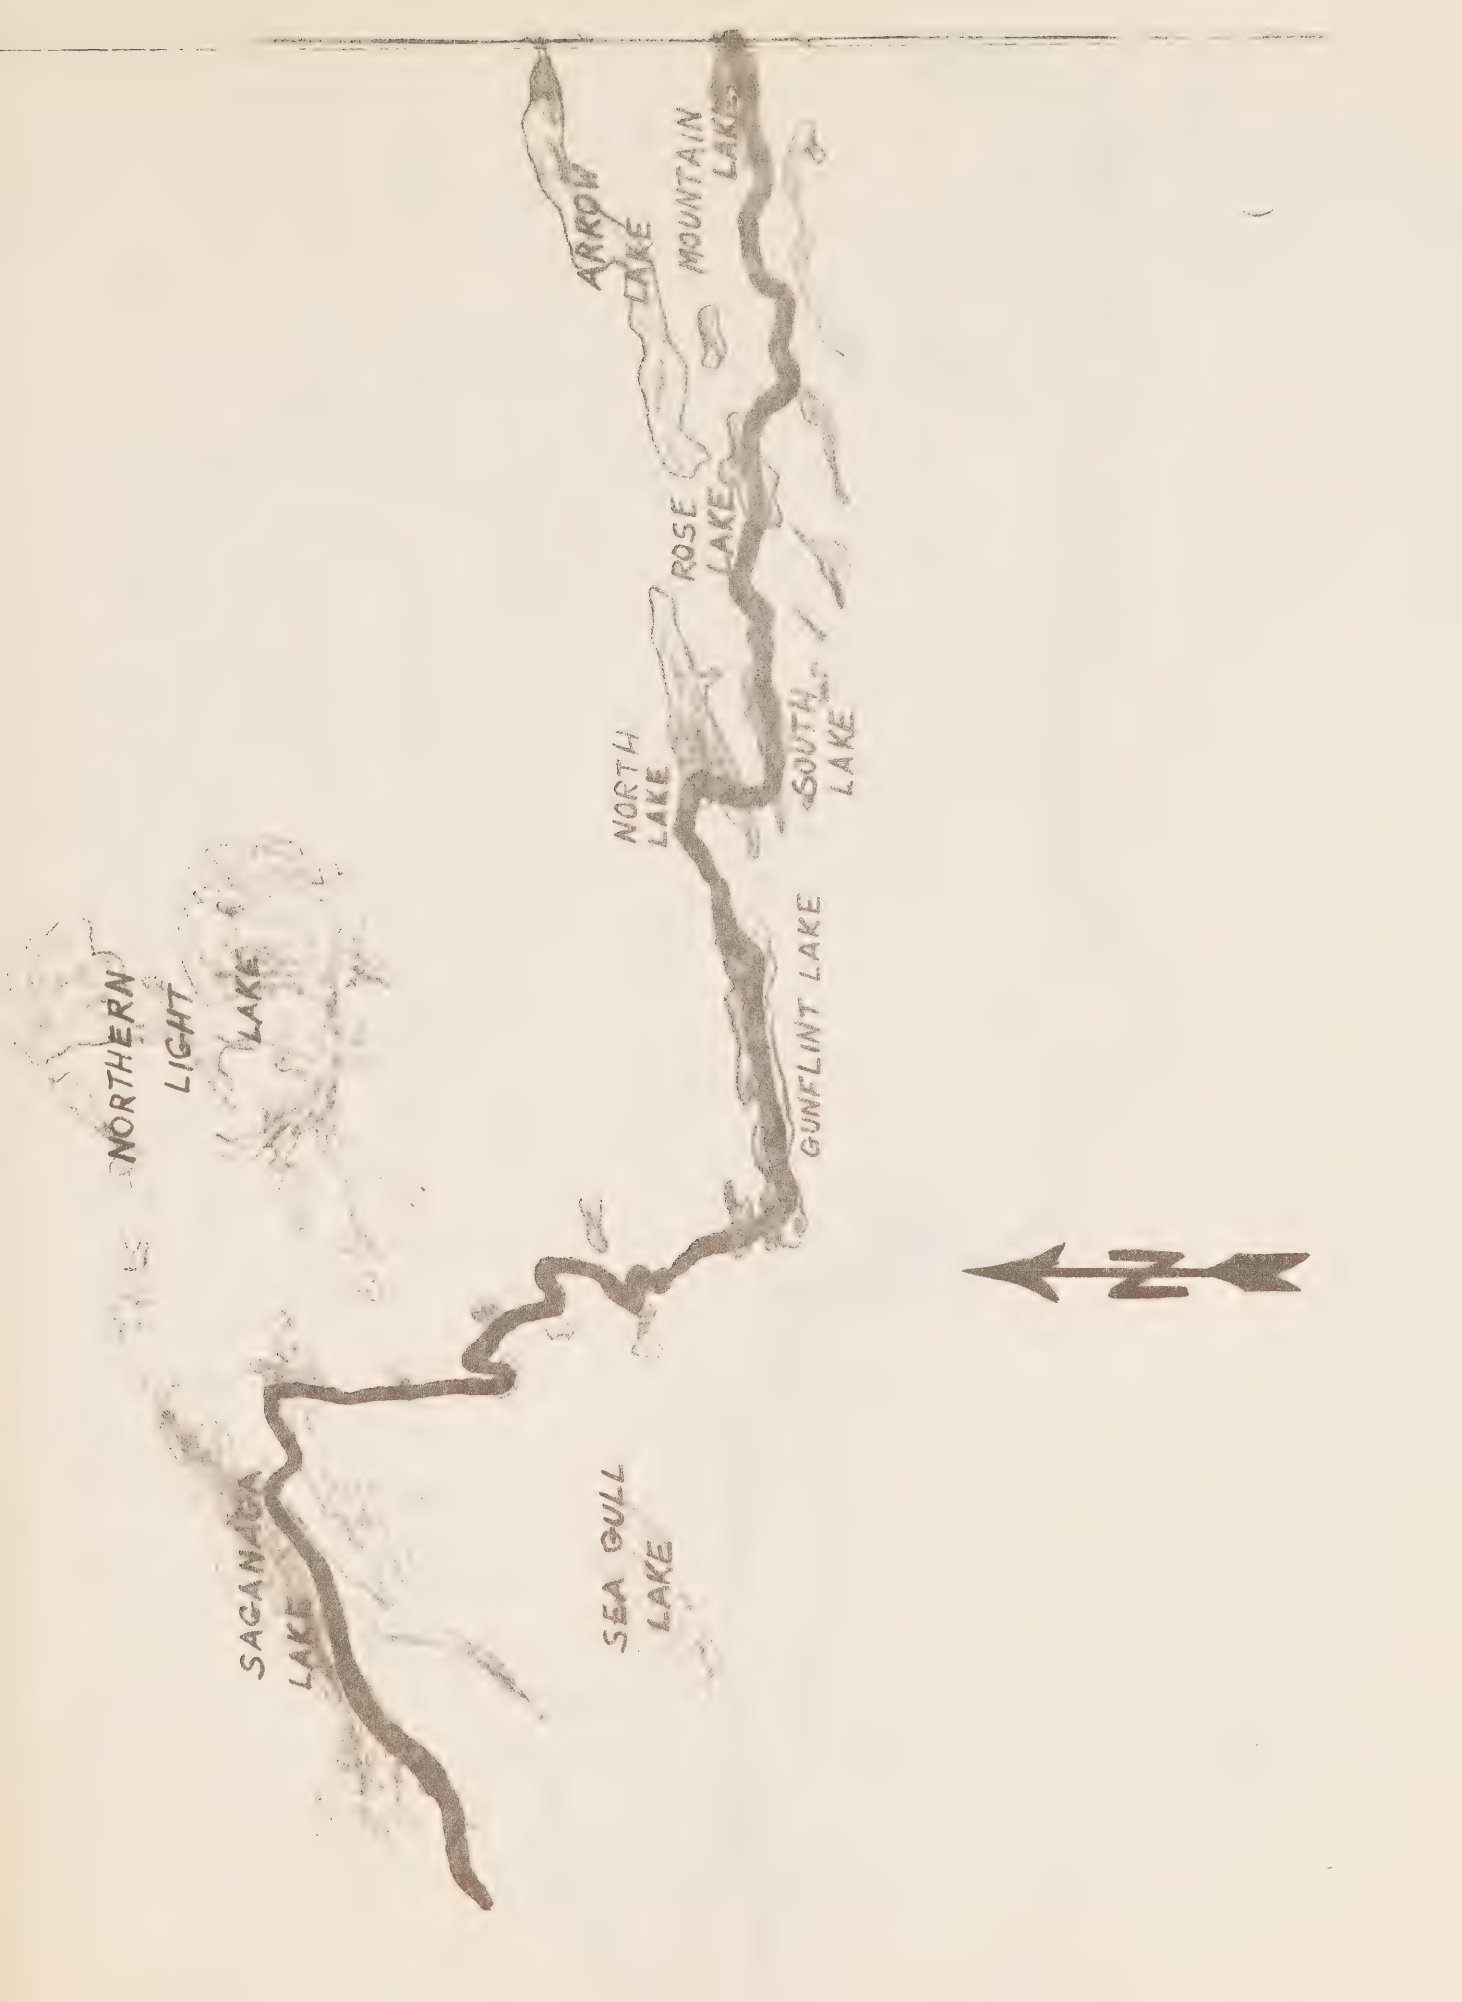 NORTHERN
LIGHT
LAKE
SAGANAGA
LAKE
ARROW
LAKE
MOUNTAIN
LAKE
ROSE
LAKE
NORTH
LAKE
SOUTH
LAKE
GUNFLINT LAKE
SEA GULL
LAKE
N